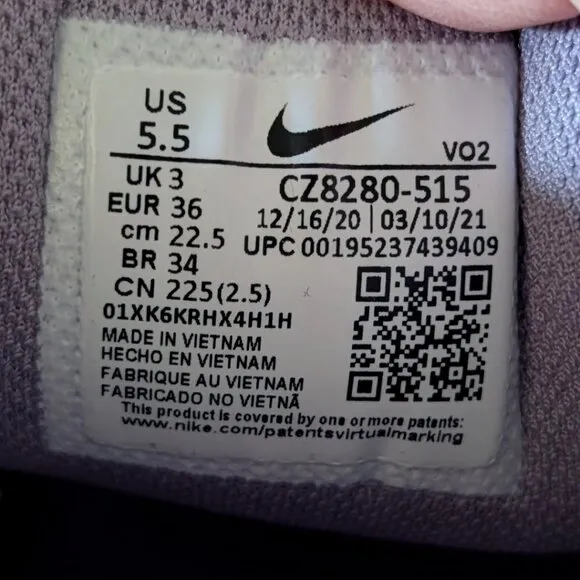 US
5.5
VO2
UK 3
CZ8280-515
EUR 36
12/16/20 | 03/10/21
cm 22.5
UPC 00195237439409
BR 34
CN 225(2.5)
01XK6KRHX4H1H
MADE IN VIETNAM
HECHO EN VIETNAM
FABRIQUE AU VIETNAM
FABRICADO NO VIETNÃ
This product is covered by one or more patents:
www.nike.com/patentsvirtualmarking